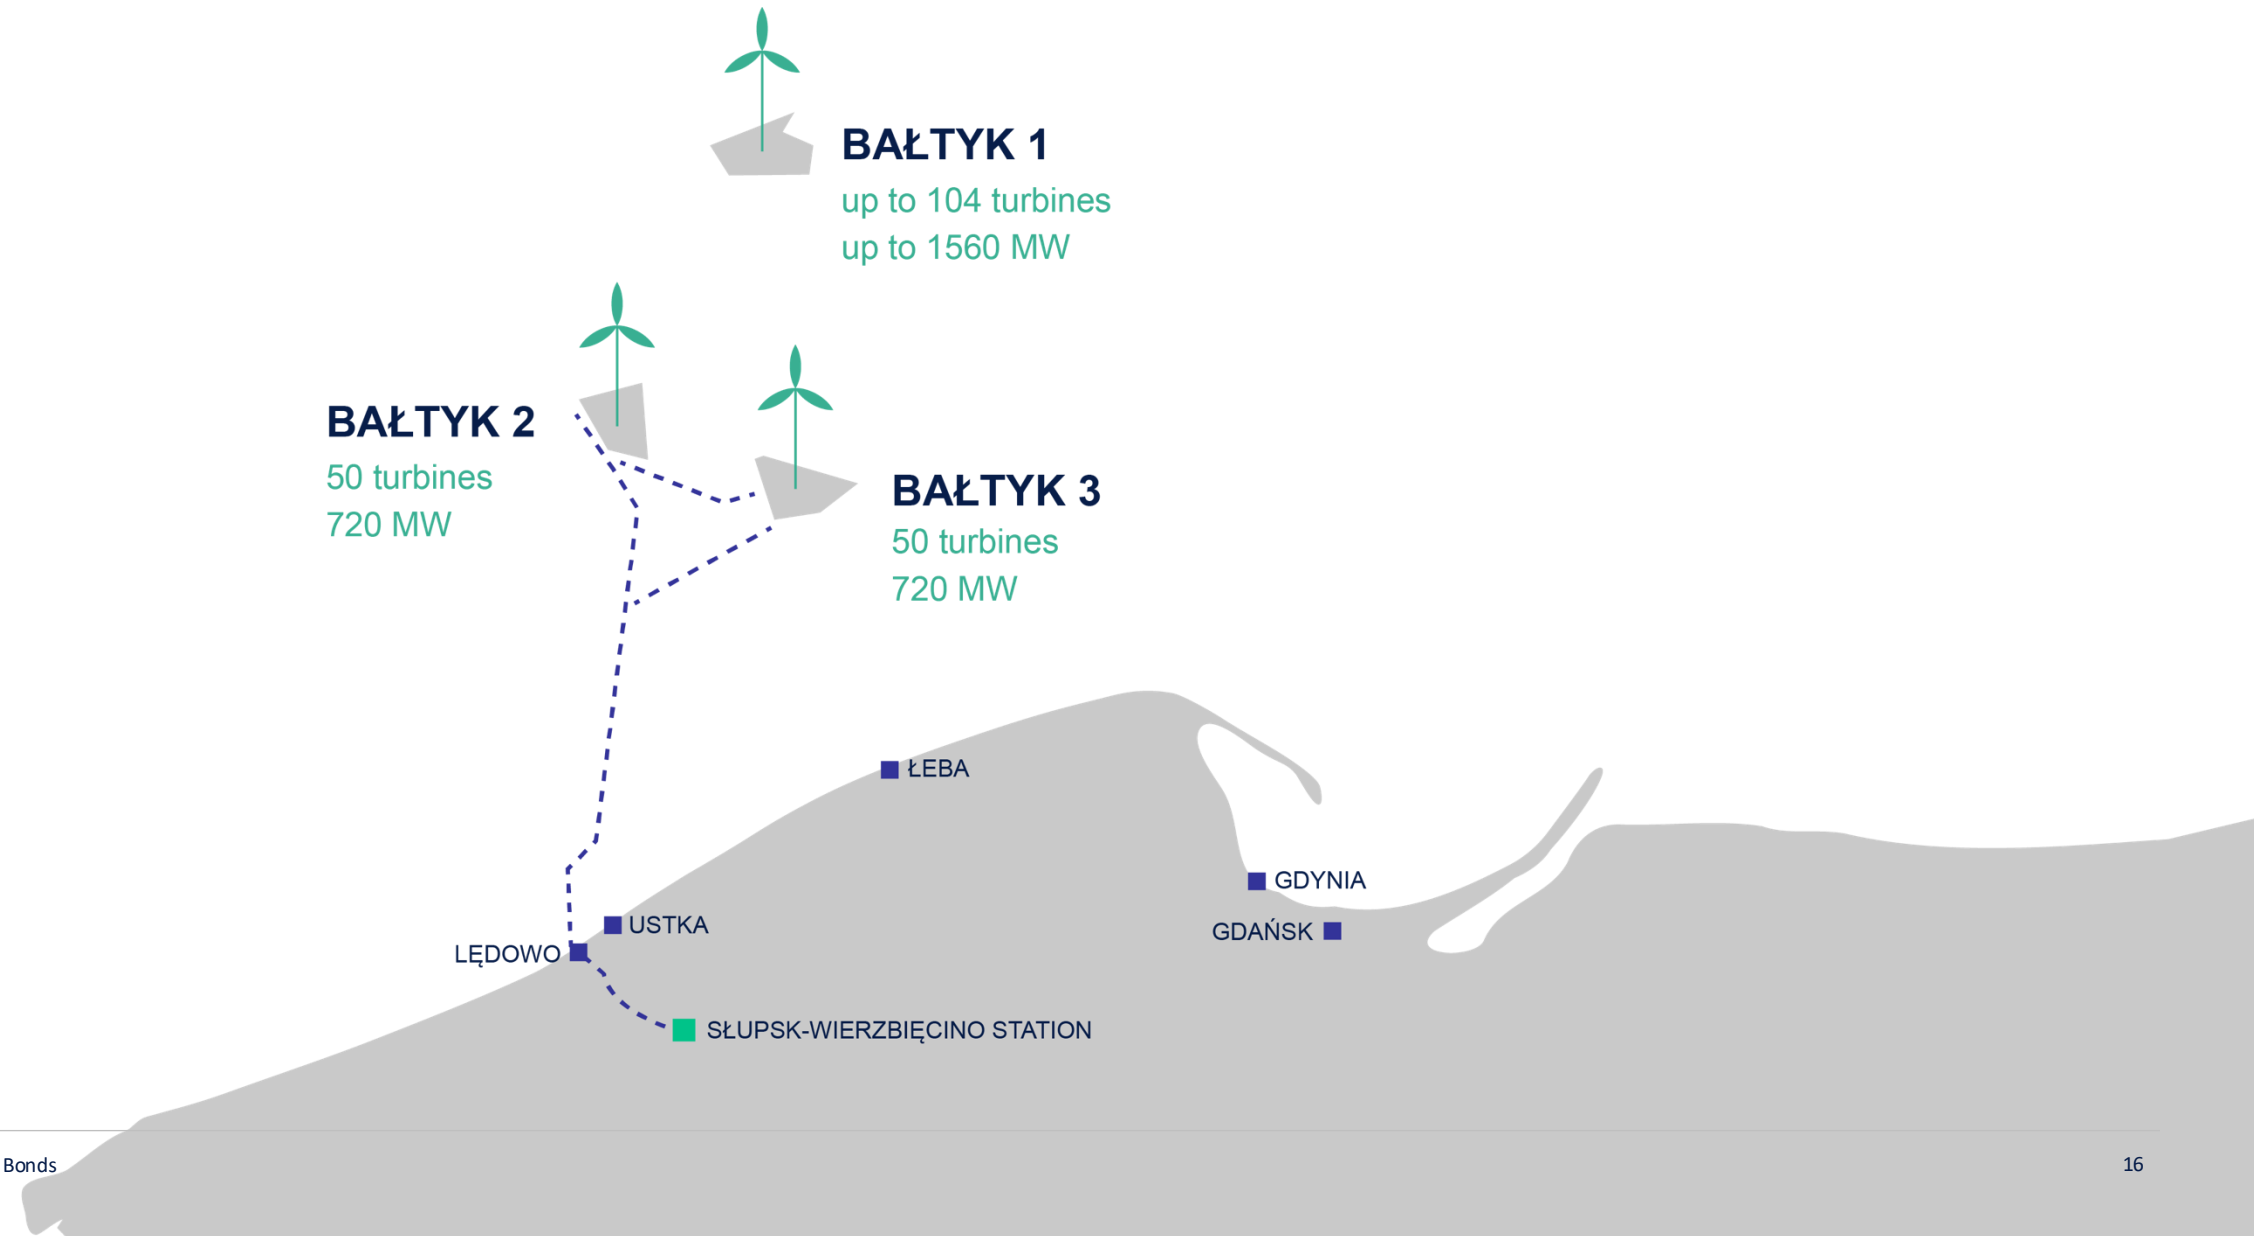 BAŁTYK 1
up to 104 turbines
up to 1560 MW
BAŁTYK 2
50 turbines
720 MW
BAŁTYK 3
50 turbines
720 MW
ŁEBA
GDYNIA
USTKA
GDAŃSK
LĘDOWO
SŁUPSK-WIERZBIĘCINO STATION
Bonds
16